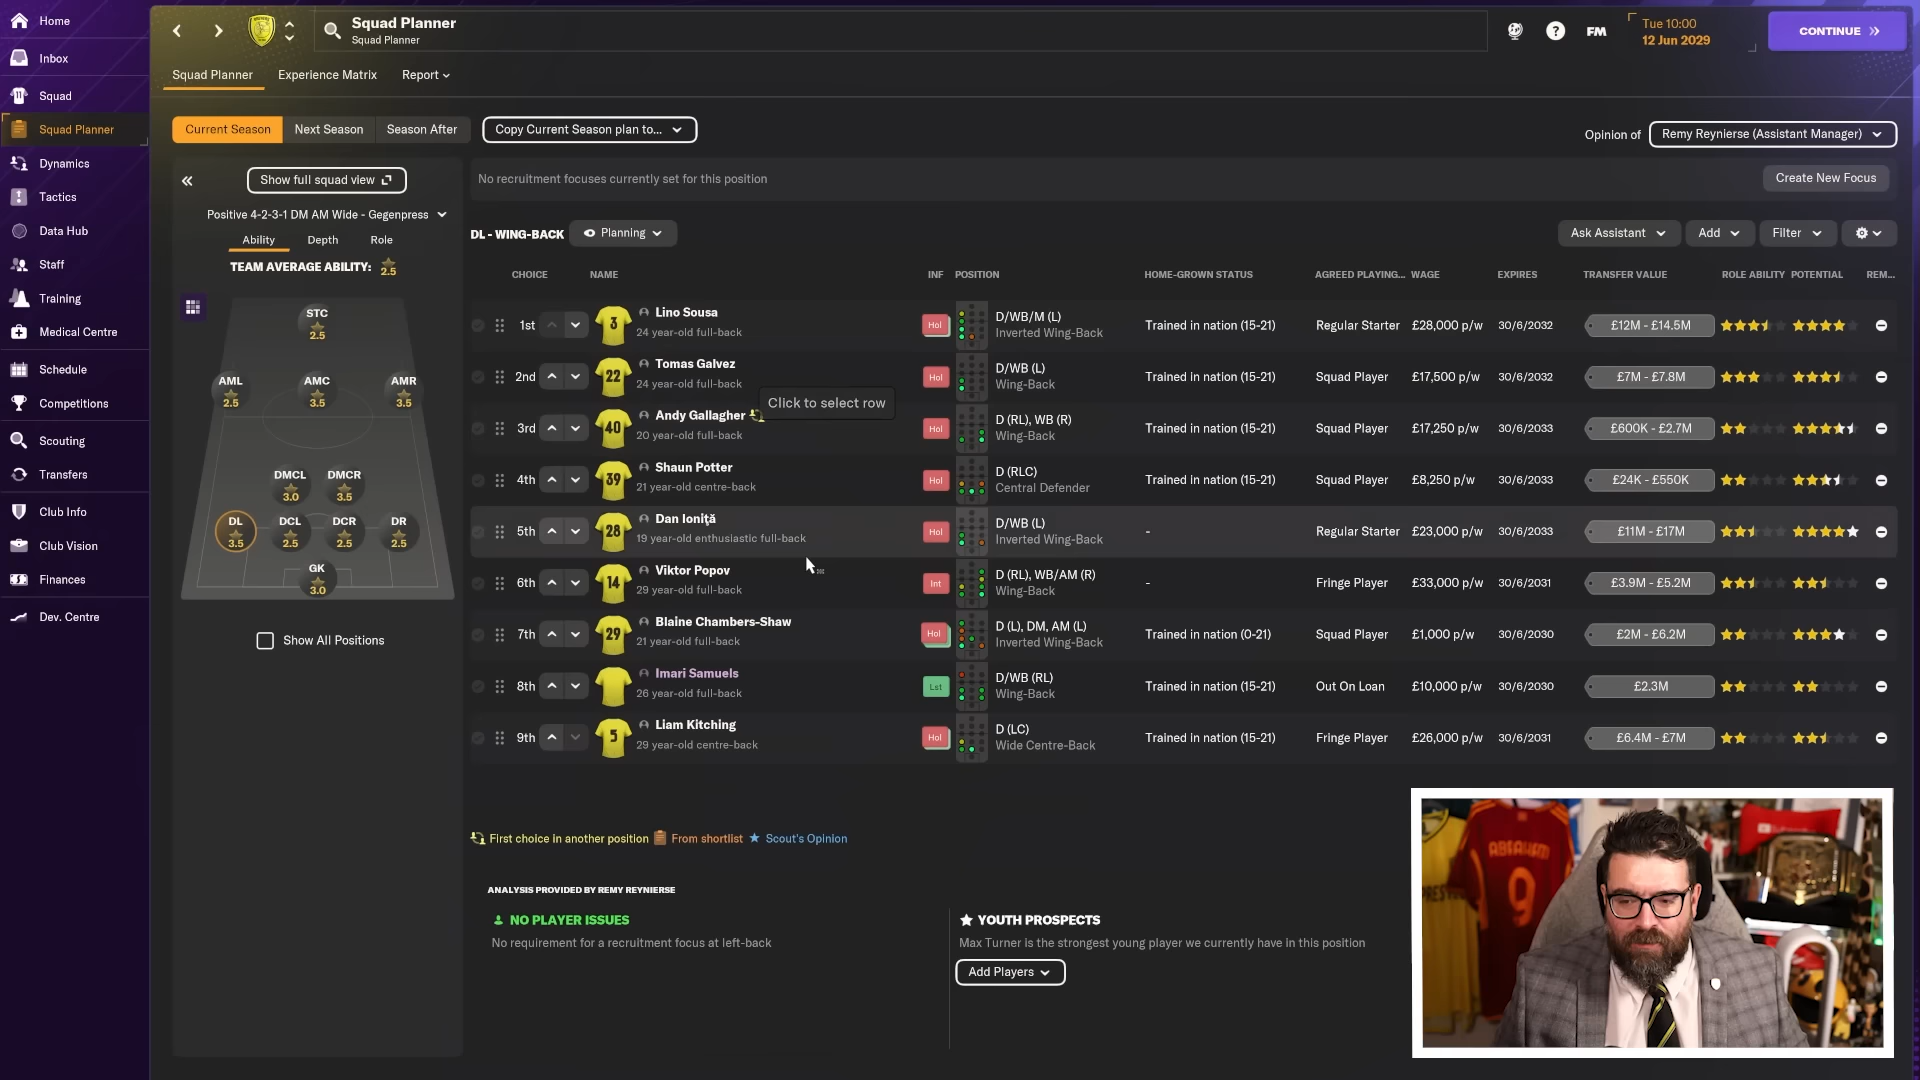 Home
Inbox
Squad
Squad Planner
Dynamics
Tactics
Data Hub
Staff
Training
Medical Centre
Schedule
Competitions
Scouting
Transfers
Club Info
Club Vision
Finances
Dev. Centre
Squad Planner
Squad Planner
FM
Tue 10:00
12 Jun 2029
CONTINUE
Squad Planner Experience Matrix Report
Current Season Next Season Season After Copy Current Season plan to...
Opinion of Remy Reynierse (Assistant Manager)
Show full squad view
Positive 4-2-3-1 DM AM Wide - Gegenpress
Ability Depth Role
TEAM AVERAGE ABILITY: 2.5
STC
2.5
AML AMC AMR
2.5 3.5 3.5
DMCL DMCR
3.0 3.5
DL DCL DCR DR
3.5 2.5 2.5 2.5
GK
3.0
Show All Positions
No recruitment focuses currently set for this position
Create New Focus
DL - WING-BACK Planning
Ask Assistant Add Filter
CHOICE NAME INF POSITION HOME-GROWN STATUS AGREED PLAYING... WAGE EXPIRES TRANSFER VALUE ROLE ABILITY POTENTIAL REM...
1st 3 Lino Sousa Hol D/WB/M (L) Trained in nation (15-21) Regular Starter £28,000 p/w 30/6/2032 £12M - £14.5M
24 year-old full-back Inverted Wing-Back
2nd 22 Tomas Galvez Hol D/WB (L) Trained in nation (15-21) Squad Player £17,500 p/w 30/6/2032 £7M - £7.8M
24 year-old full-back Wing-Back
Click to select row
3rd 40 Andy Gallagher Hol D (RL), WB (R) Trained in nation (15-21) Squad Player £17,250 p/w 30/6/2033 £600K - £2.7M
20 year-old full-back Wing-Back
4th 39 Shaun Potter Hol D (RLC) Trained in nation (15-21) Squad Player £8,250 p/w 30/6/2033 £24K - £550K
21 year-old centre-back Central Defender
5th 28 Dan Ioniţă Hol D/WB (L) - Regular Starter £23,000 p/w 30/6/2033 £11M - £17M
19 year-old enthusiastic full-back Inverted Wing-Back
6th 14 Viktor Popov Int D (RL), WB/AM (R) - Fringe Player £33,000 p/w 30/6/2031 £3.9M - £5.2M
29 year-old full-back Wing-Back
7th 29 Blaine Chambers-Shaw Hol D (L), DM, AM (L) Trained in nation (0-21) Squad Player £1,000 p/w 30/6/2030 £2M - £6.2M
21 year-old full-back Inverted Wing-Back
8th Imari Samuels Lst D/WB (RL) Trained in nation (15-21) Out On Loan £10,000 p/w 30/6/2030 £2.3M
26 year-old full-back Wing-Back
9th 5 Liam Kitching Hol D (LC) Trained in nation (15-21) Fringe Player £26,000 p/w 30/6/2031 £6.4M - £7M
29 year-old centre-back Wide Centre-Back
First choice in another position From shortlist Scout's Opinion
ANALYSIS PROVIDED BY REMY REYNIERSE
NO PLAYER ISSUES
No requirement for a recruitment focus at left-back
YOUTH PROSPECTS
Max Turner is the strongest young player we currently have in this position
Add Players
ABRAHAM
9